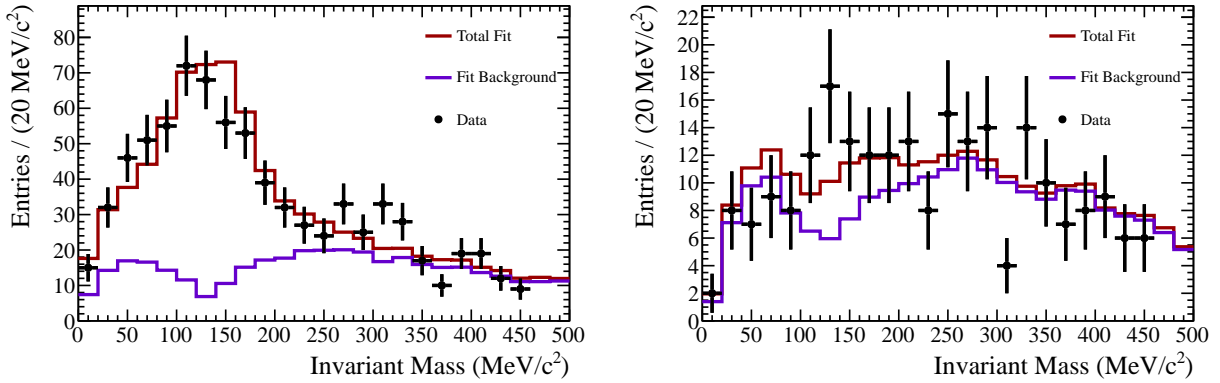 Entries / (20 MeV/c²)
80
70
60
50
40
30
20
10
0
Total Fit
Fit Background
Data
0 50 100 150 200 250 300 350 400 450 500
Invariant Mass (MeV/c²)
Entries / (20 MeV/c²)
22
20
18
16
14
12
10
8
6
4
2
0
Total Fit
Fit Background
Data
0 50 100 150 200 250 300 350 400 450 500
Invariant Mass (MeV/c²)